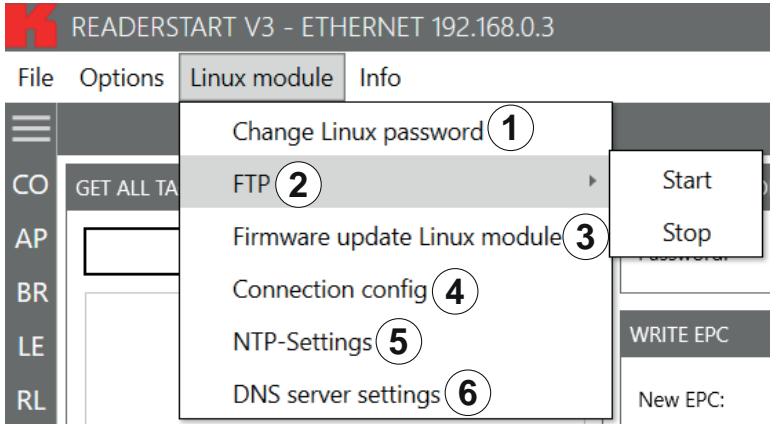 READERSTART V3 - ETHERNET 192.168.0.3
File Options Linux module Info
Change Linux password 1
CO GET ALL TA FTP 2 Start
AP Firmware update Linux module 3 Stop
Password:
BR Connection config 4
LE NTP-Settings 5 WRITE EPC
RL DNS server settings 6 New EPC: